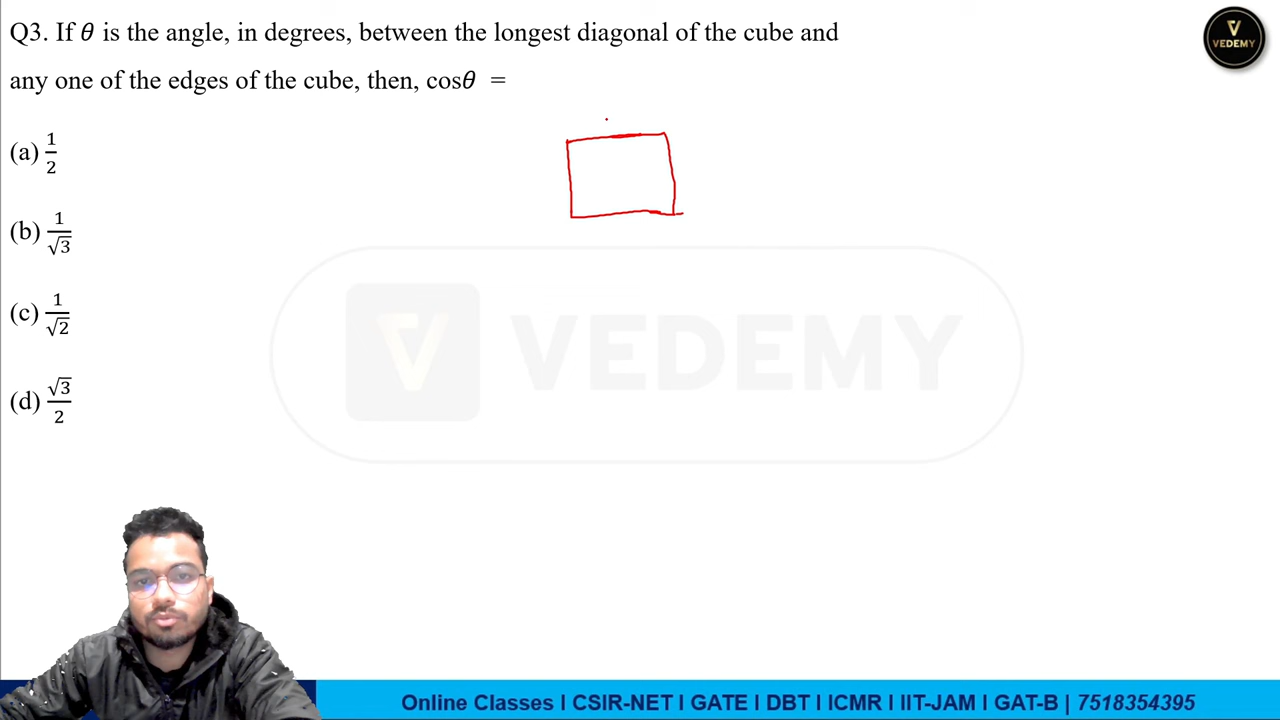 Q3. If θ is the angle, in degrees, between the longest diagonal of the cube and
any one of the edges of the cube, then, cosθ =
(a) 1/2
(b) 1/√3
(c) 1/√2
(d) √3/2
VEDEMY
VEDEMY
Online Classes I CSIR-NET I GATE I DBT I ICMR I IIT-JAM I GAT-B | 7518354395